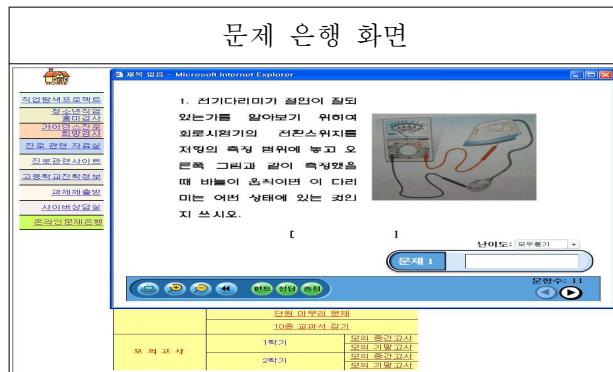 문제 은행 화면
제목 없음 - Microsoft Internet Explorer
HOME
직업탐색프로젝트
청소년직업
흥미검사
가이던스진로
희망검사
진로 관련 자료실
진로관련사이트
고등학교진학정보
과제제출방
사이버상담실
온라인문제은행
1. 전기다리미가 절연이 잘되
있는가를 알아보기 위하여
회로시험기의 전환스위치를
저항의 측정 범위에 놓고 오
른쪽 그림과 같이 측정했을
때 바늘이 움직이면 이 다리
미는 어떤 상태에 있는 것인
지 쓰시오.
[ ]
난이도: 모두풀기
문제 1
힌트 정답 채점
문항수: 11
단원 마무리 문제
10종 교과서 잡기
모 의 고 사
1학기
모의 중간고사
모의 기말고사
2학기
모의 중간고사
모의 기말고사